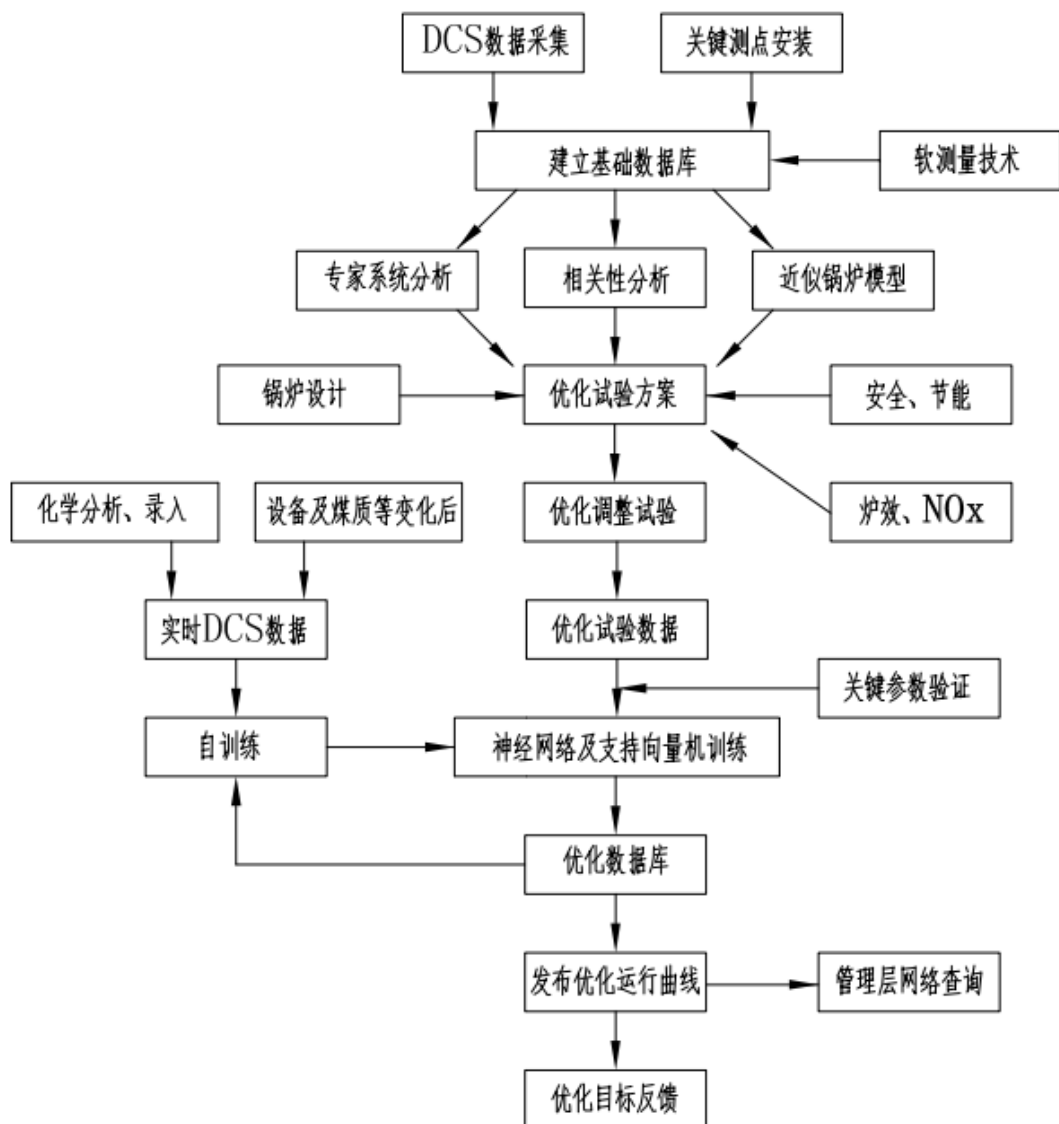 DCS数据采集
关键测点安装
建立基础数据库
软测量技术
专家系统分析
相关性分析
近似锅炉模型
锅炉设计
优化试验方案
安全、节能
化学分析、录入
设备及煤质等变化后
优化调整试验
炉效、NOx
实时DCS数据
优化试验数据
关键参数验证
自训练
神经网络及支持向量机训练
优化数据库
发布优化运行曲线
管理层网络查询
优化目标反馈